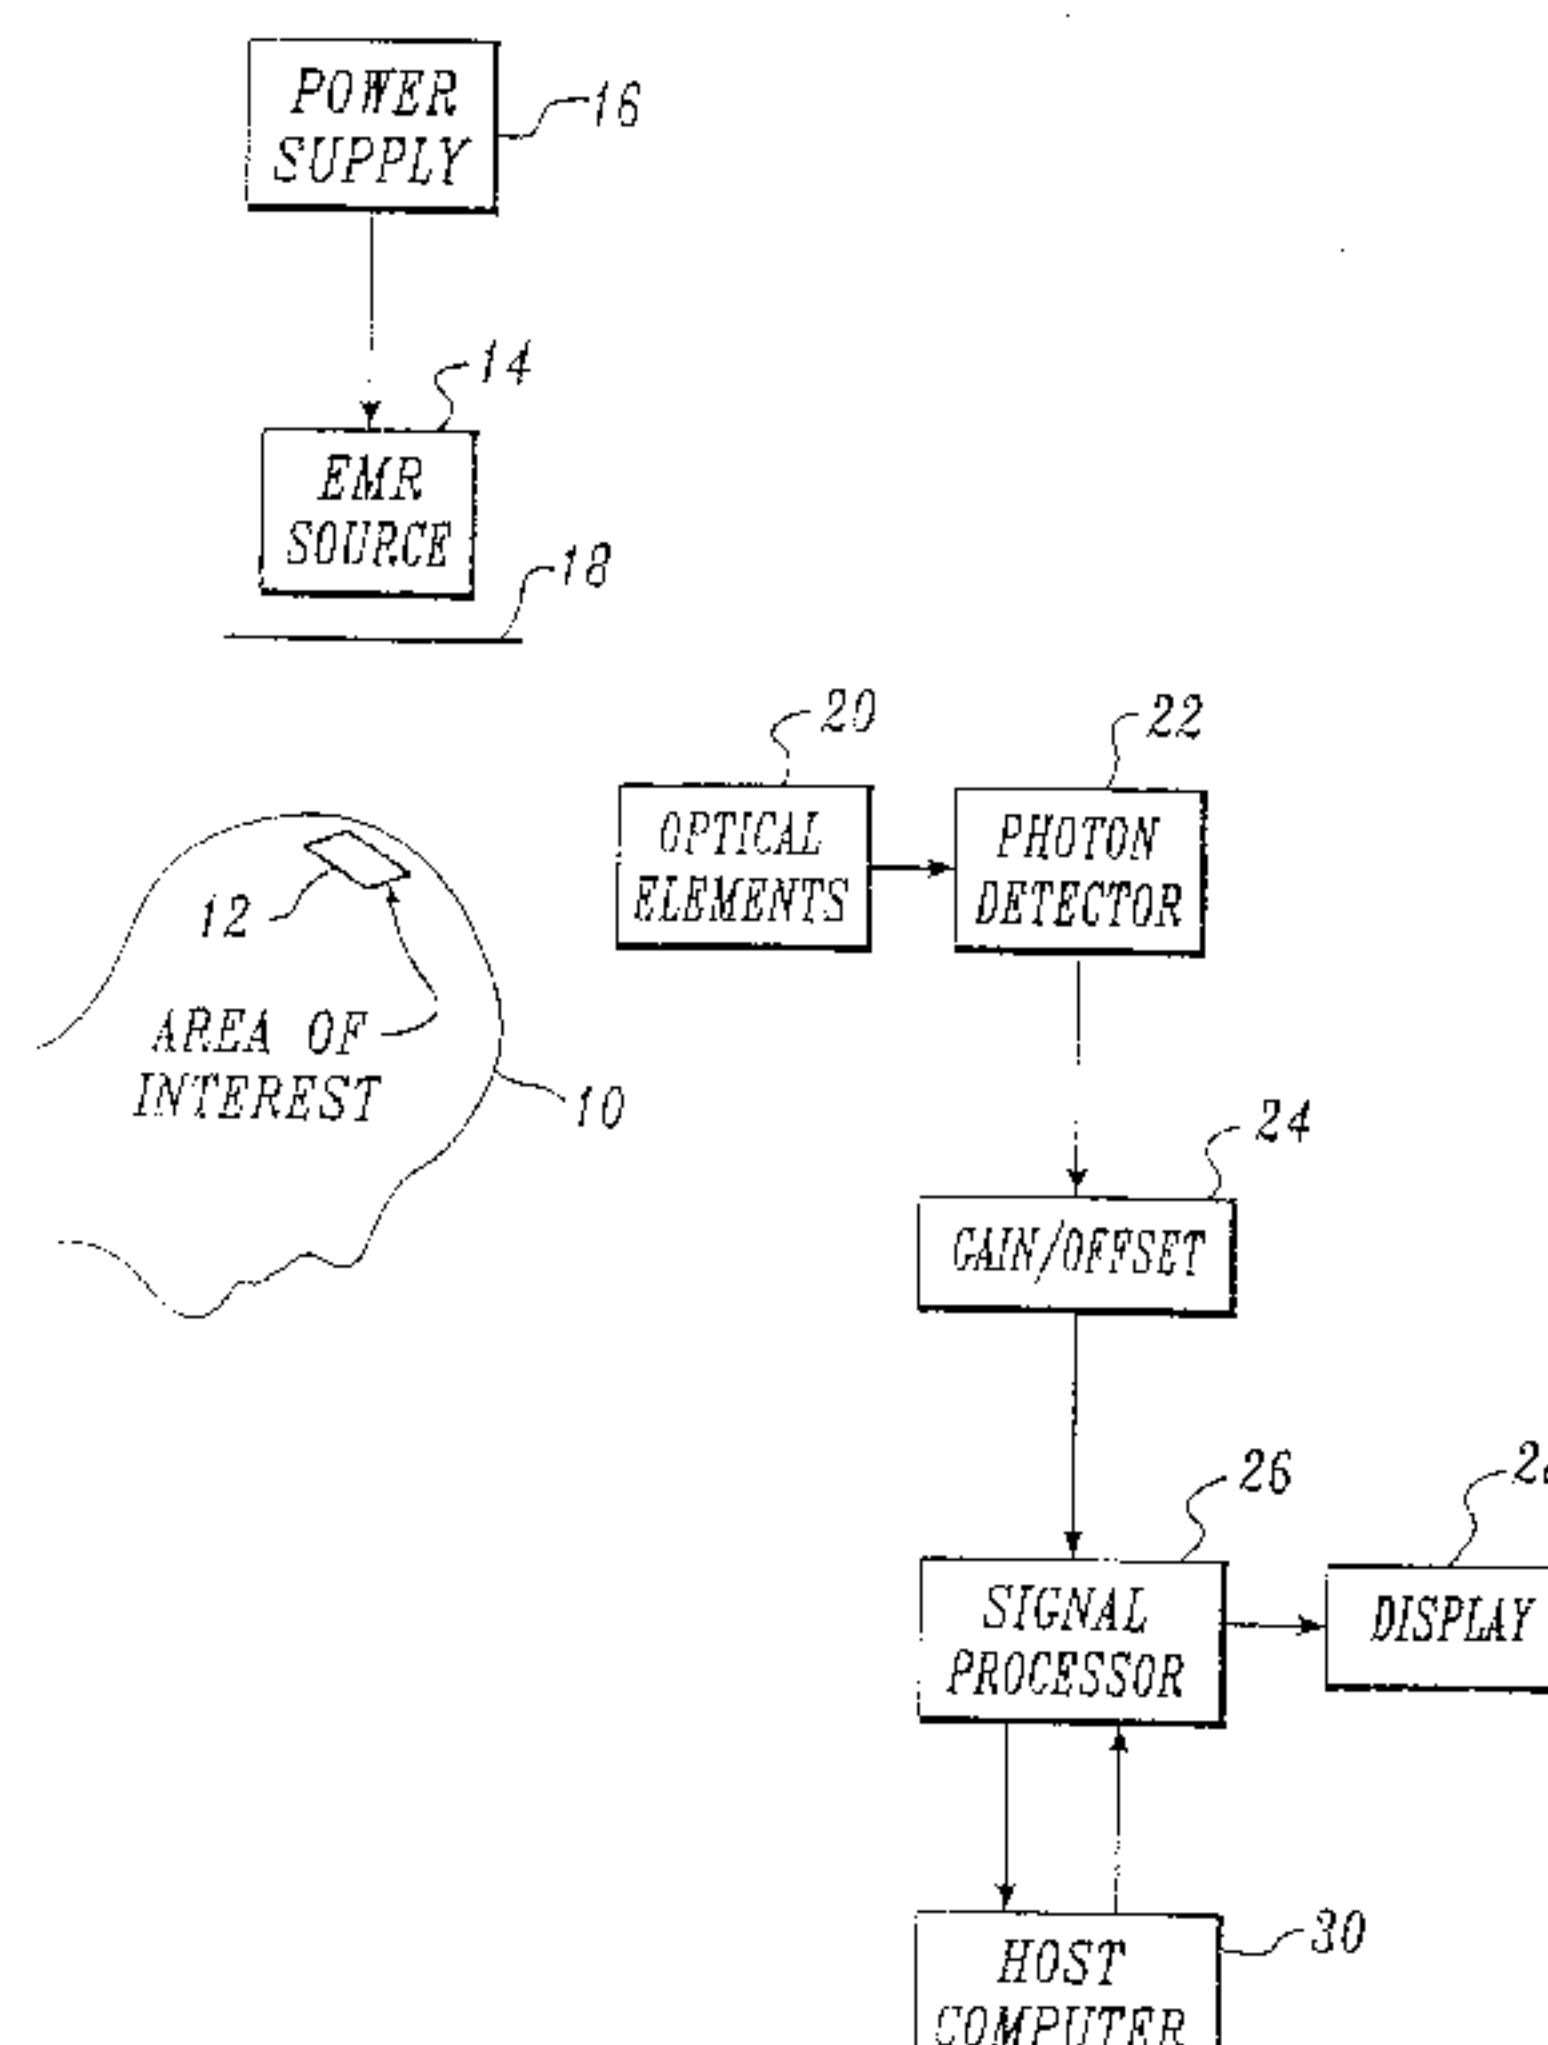 POWER
SUPPLY
16
14
EMR
SOURCE
18
20
22
OPTICAL
ELEMENTS
PHOTON
DETECTOR
12
AREA OF
INTEREST
10
24
GAIN/OFFSET
26
SIGNAL
PROCESSOR
DISPLAY
30
HOST
COMPUTER